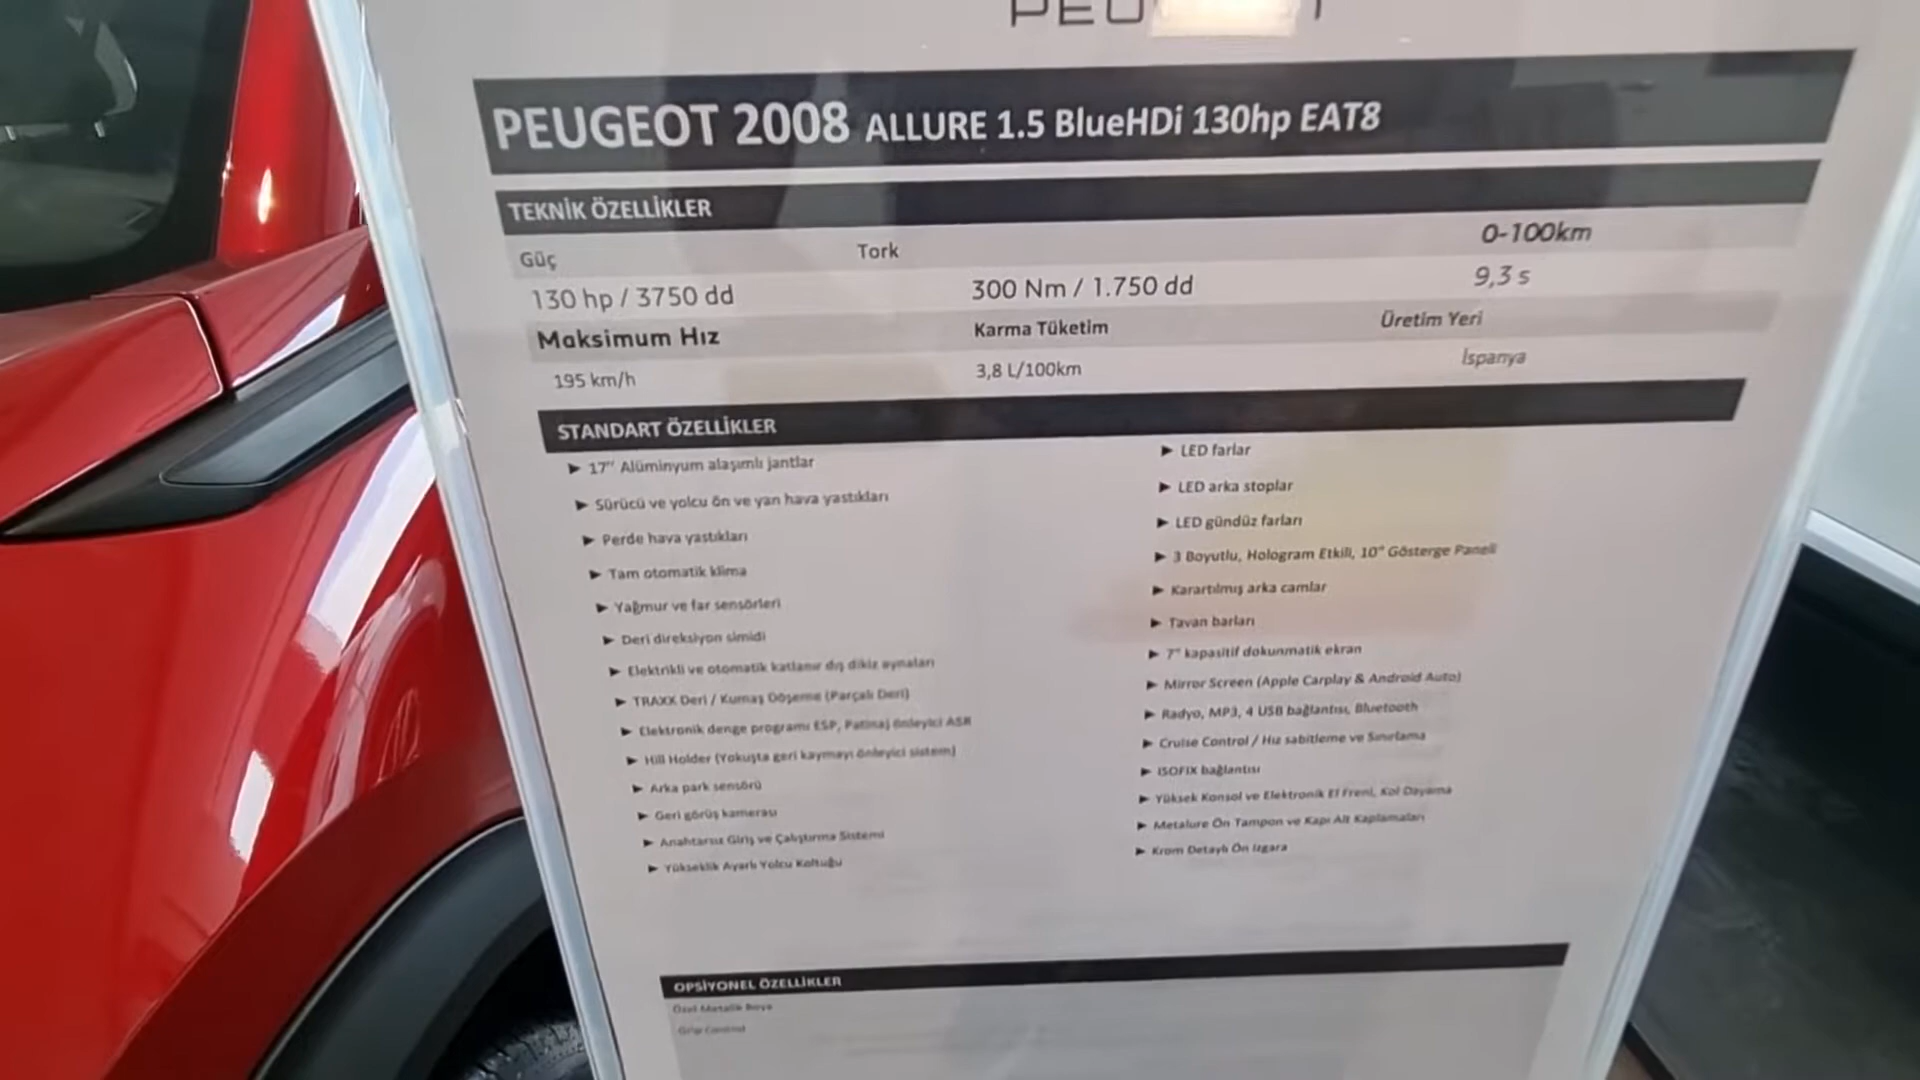 PEUGEOT 2008 ALLURE 1.5 BlueHDi 130hp EAT8
TEKNİK ÖZELLİKLER
Güç Tork 0-100km
130 hp / 3750 dd 300 Nm / 1.750 dd 9,3 s
Maksimum Hız Karma Tüketim Üretim Yeri
195 km/h 3,8 L/100km İspanya
STANDART ÖZELLİKLER
► 17'' Alüminyum alaşımlı jantlar
► Sürücü ve yolcu ön ve yan hava yastıkları
► Perde hava yastıkları
► Tam otomatik klima
► Yağmur ve far sensörleri
► Deri direksiyon simidi
► Elektrikli ve otomatik katlanır dış dikiz aynaları
► TRAXX Deri / Kumaş Döşeme (Parçalı Deri)
► Elektronik denge programı ESP, Patinaj önleyici ASR
► Hill Holder (Yokuşta geri kaymayı önleyici sistem)
► Arka park sensörü
► Geri görüş kamerası
► Anahtarsız Giriş ve Çalıştırma Sistemi
► Yükseklik Ayarlı Yolcu Koltuğu
► LED farlar
► LED arka stoplar
► LED gündüz farları
► 3 Boyutlu, Hologram Etkili, 10" Gösterge Paneli
► Karartılmış arka camlar
► Tavan barları
► 7" kapasitif dokunmatik ekran
► Mirror Screen (Apple Carplay & Android Auto)
► Radyo, MP3, 4 USB bağlantısı, Bluetooth
► Cruise Control / Hız sabitleme ve Sınırlama
► ISOFIX bağlantısı
► Yüksek Konsol ve Elektronik El Freni, Kol Dayama
► Metalure Ön Tampon ve Kapı Alt Kaplamaları
► Krom Detaylı Ön Izgara
OPSİYONEL ÖZELLİKLER
Özel Metalik Boya
Grip Control